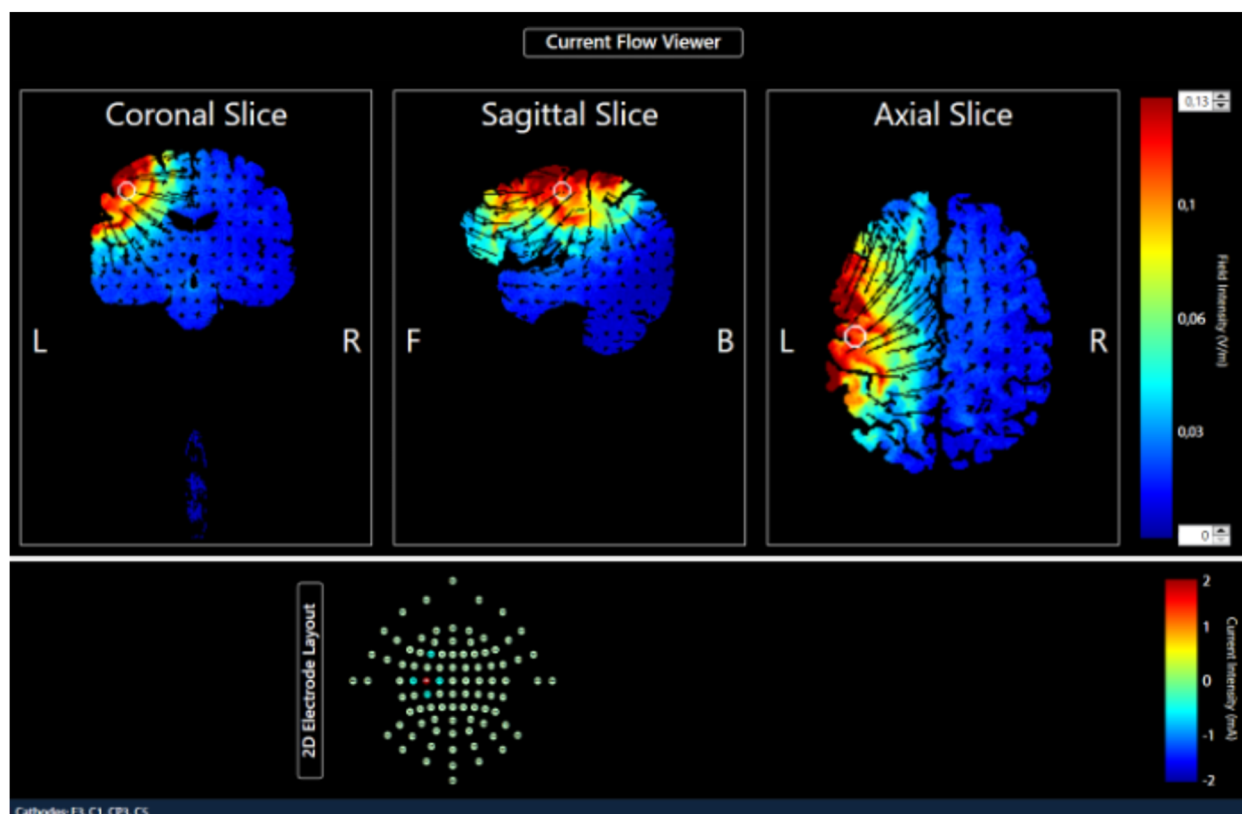 Current Flow Viewer
Coronal Slice
L
R
Sagittal Slice
F
B
Axial Slice
L
R
0,13
0,1
0,06
0,03
0
Field Intensity (V/m)
2D Electrode Layout
2
1
0
-1
-2
Current Intensity (mA)
Cathodes: F3, C1, CP3, C5